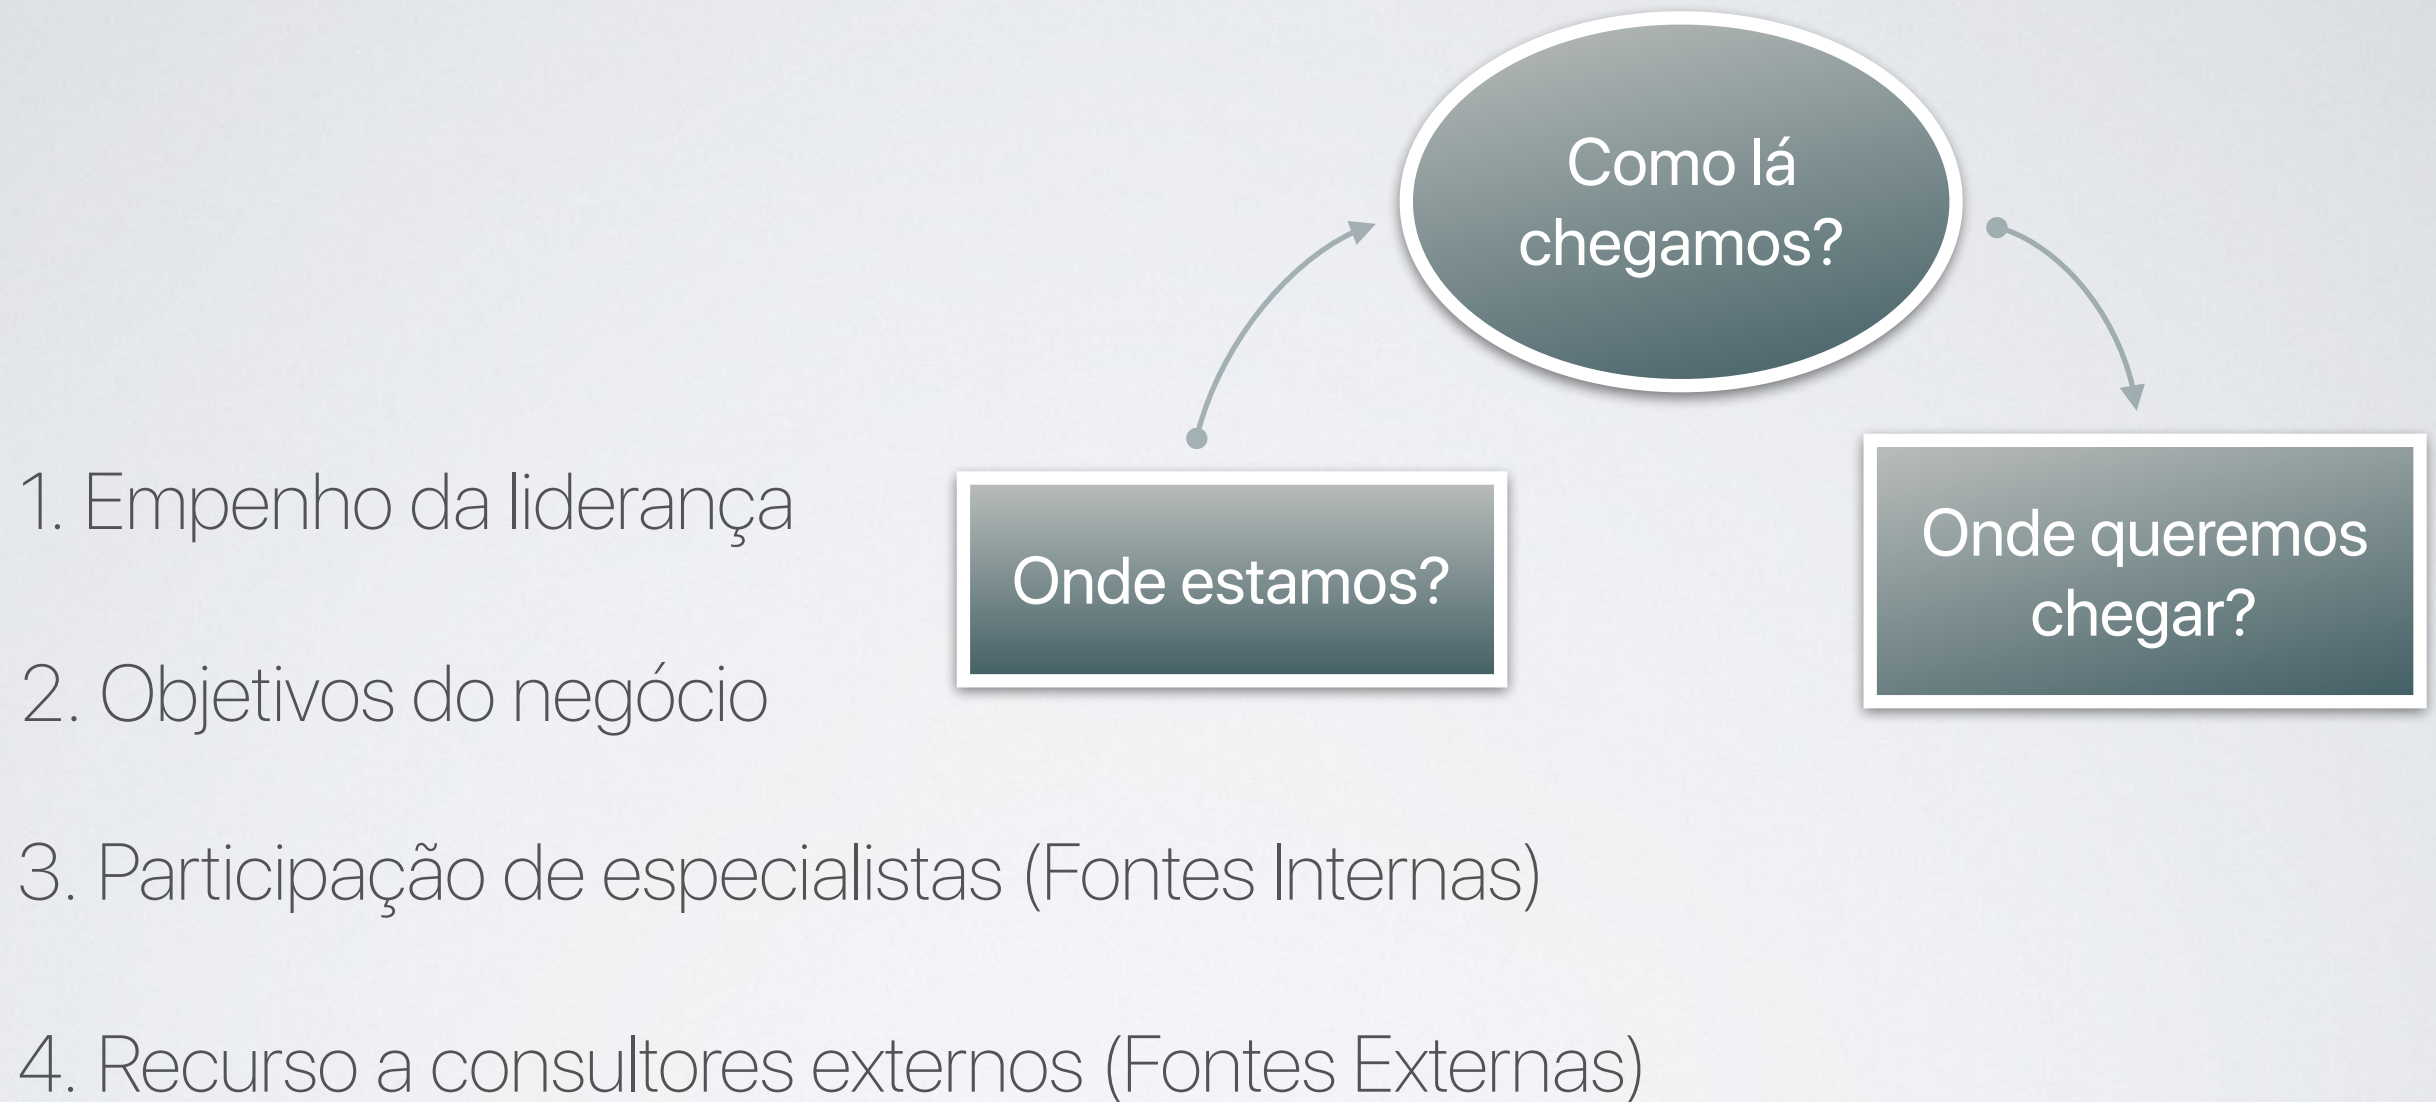 Como lá
chegamos?
Onde estamos?
Onde queremos
chegar?
1. Empenho da liderança
2. Objetivos do negócio
3. Participação de especialistas (Fontes Internas)
4. Recurso a consultores externos (Fontes Externas)